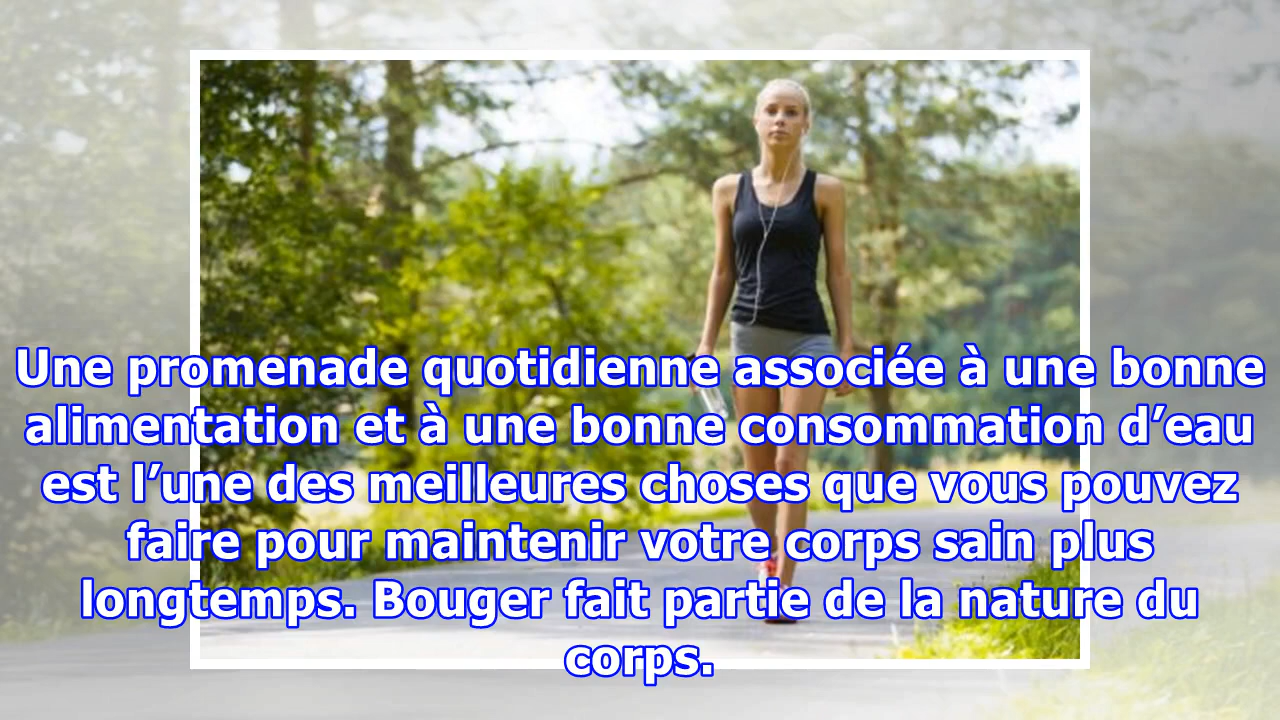 Une promenade quotidienne associée à une bonne
alimentation et à une bonne consommation d’eau
est l’une des meilleures choses que vous pouvez
faire pour maintenir votre corps sain plus
longtemps. Bouger fait partie de la nature du
corps.